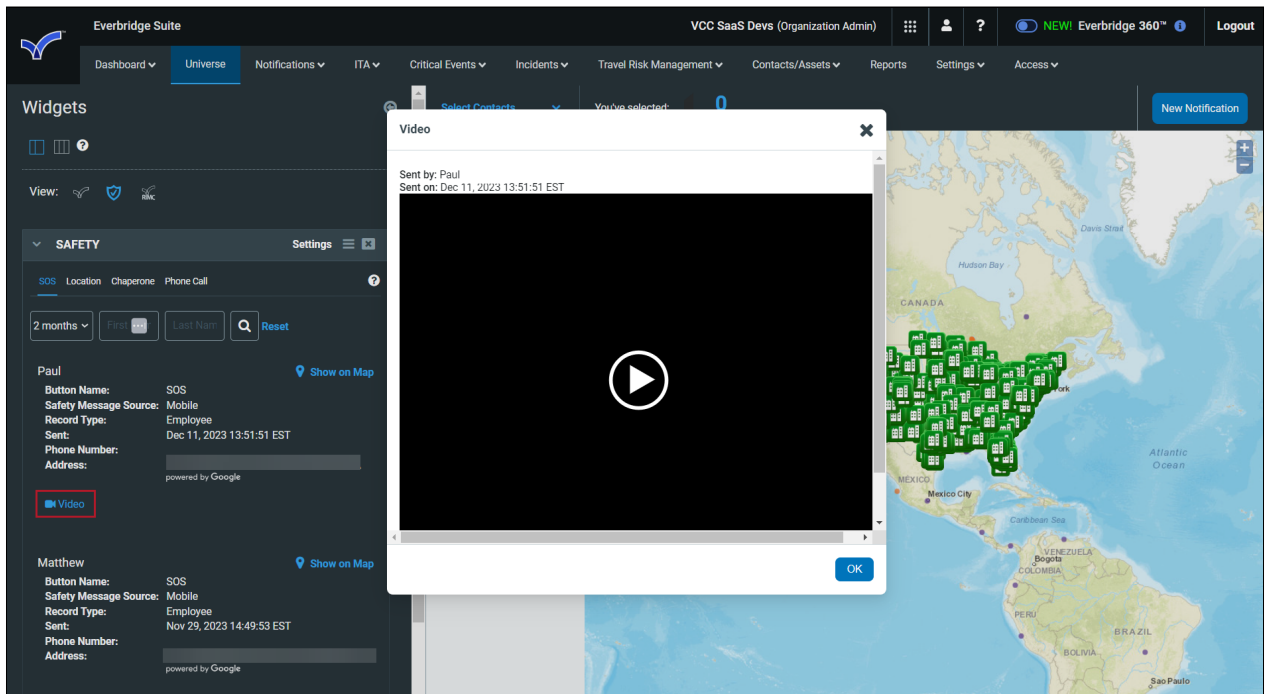 Everbridge Suite
VCC SaaS Devs (Organization Admin)
?
NEW! Everbridge 360™
Logout
Dashboard
Universe
Notifications
ITA
Critical Events
Incidents
Travel Risk Management
Contacts/Assets
Reports
Settings
Access
Widgets
Select Contacts
You've selected:
0
New Notification
?
View:
RIMC
SAFETY
Settings
SOS
Location
Chaperone
Phone Call
?
2 months
First
Last Nam
Reset
Paul
Show on Map
Button Name: SOS
Safety Message Source: Mobile
Record Type: Employee
Sent: Dec 11, 2023 13:51:51 EST
Phone Number:
Address:
powered by Google
Video
Matthew
Show on Map
Button Name: SOS
Safety Message Source: Mobile
Record Type: Employee
Sent: Nov 29, 2023 14:49:53 EST
Phone Number:
Address:
powered by Google
Video
Sent by: Paul
Sent on: Dec 11, 2023 13:51:51 EST
OK
+
−
Davis Strait
Hudson Bay
CANADA
ork
Atlantic
Ocean
MEXICO
Mexico City
Caribbean Sea
VENEZUELA
Bogota
COLOMBIA
PERU
BRAZIL
BOLIVIA
Sao Paulo